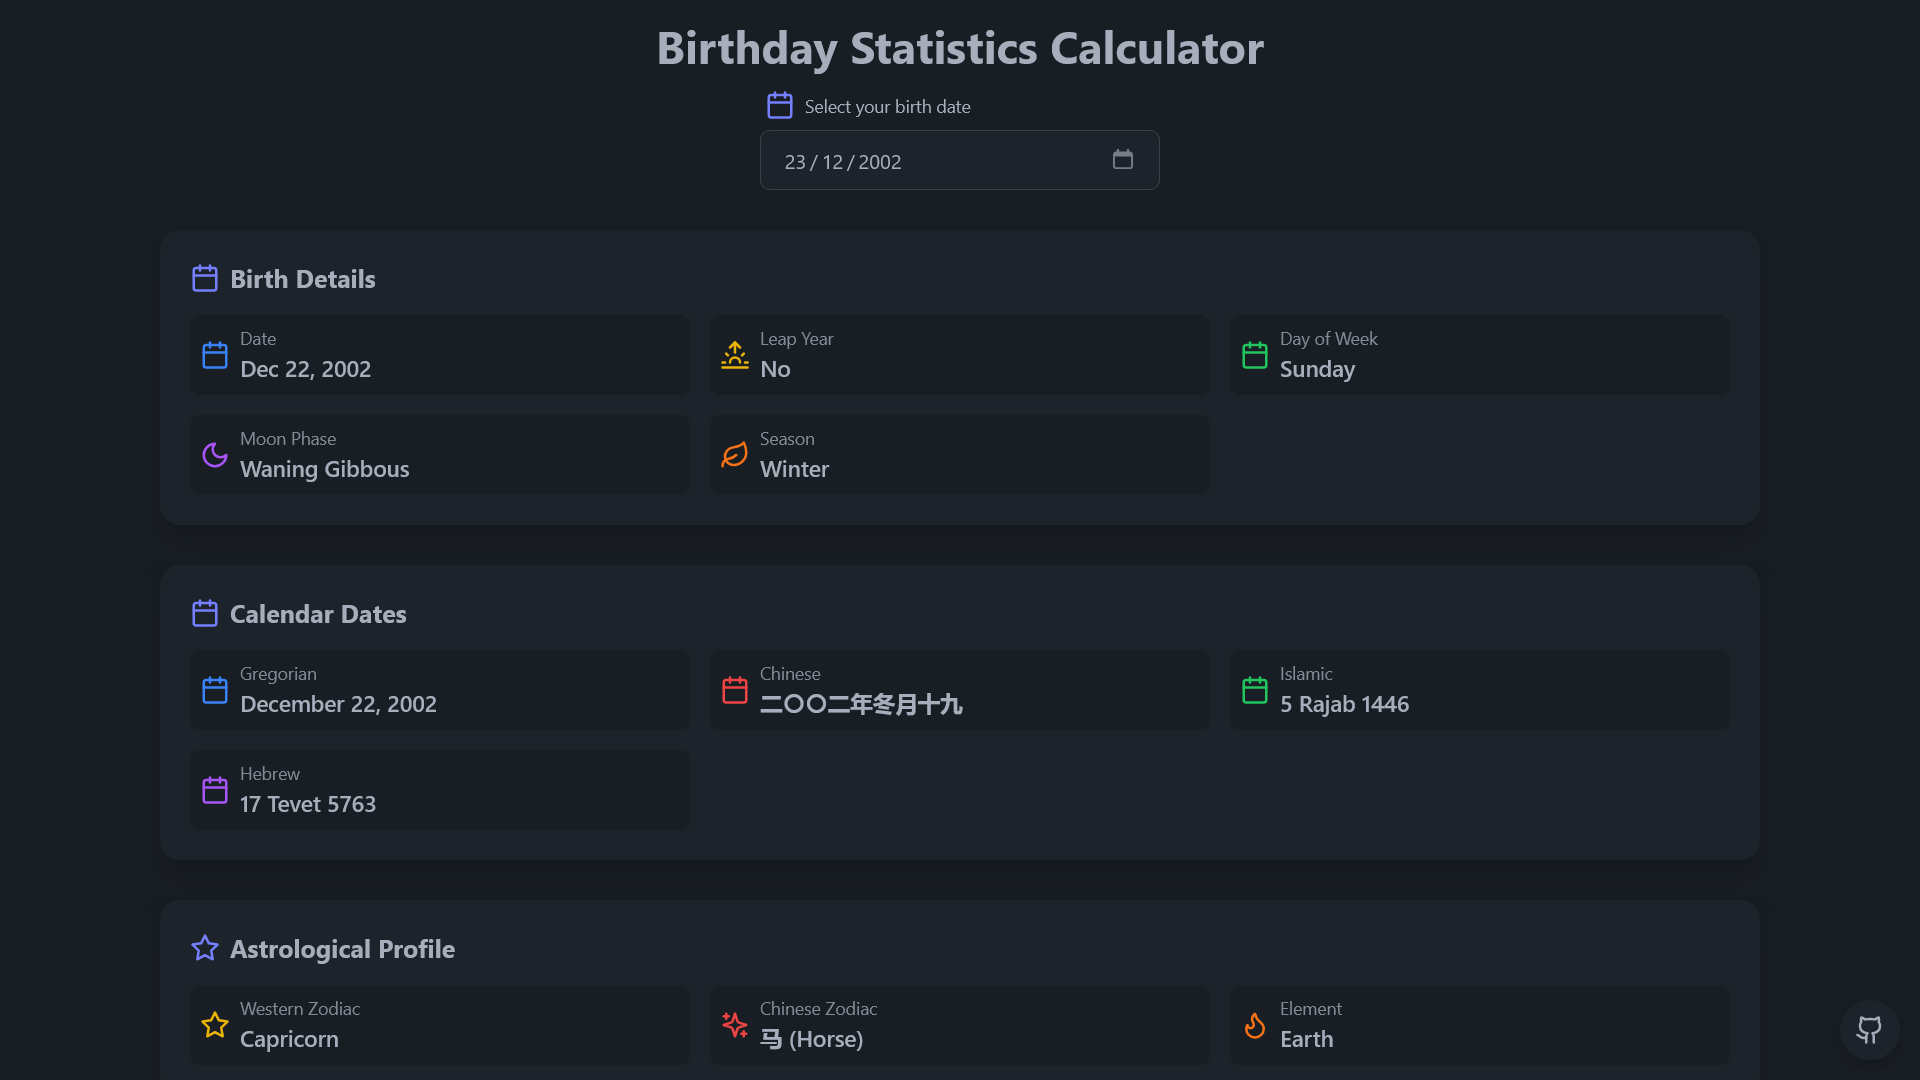 Birthday Statistics Calculator
Select your birth date
23 / 12 / 2002
Birth Details
Date
Dec 22, 2002
Leap Year
No
Day of Week
Sunday
Moon Phase
Waning Gibbous
Season
Winter
Calendar Dates
Gregorian
December 22, 2002
Chinese
二〇〇二年冬月十九
Islamic
5 Rajab 1446
Hebrew
17 Tevet 5763
Astrological Profile
Western Zodiac
Capricorn
Chinese Zodiac
马 (Horse)
Element
Earth